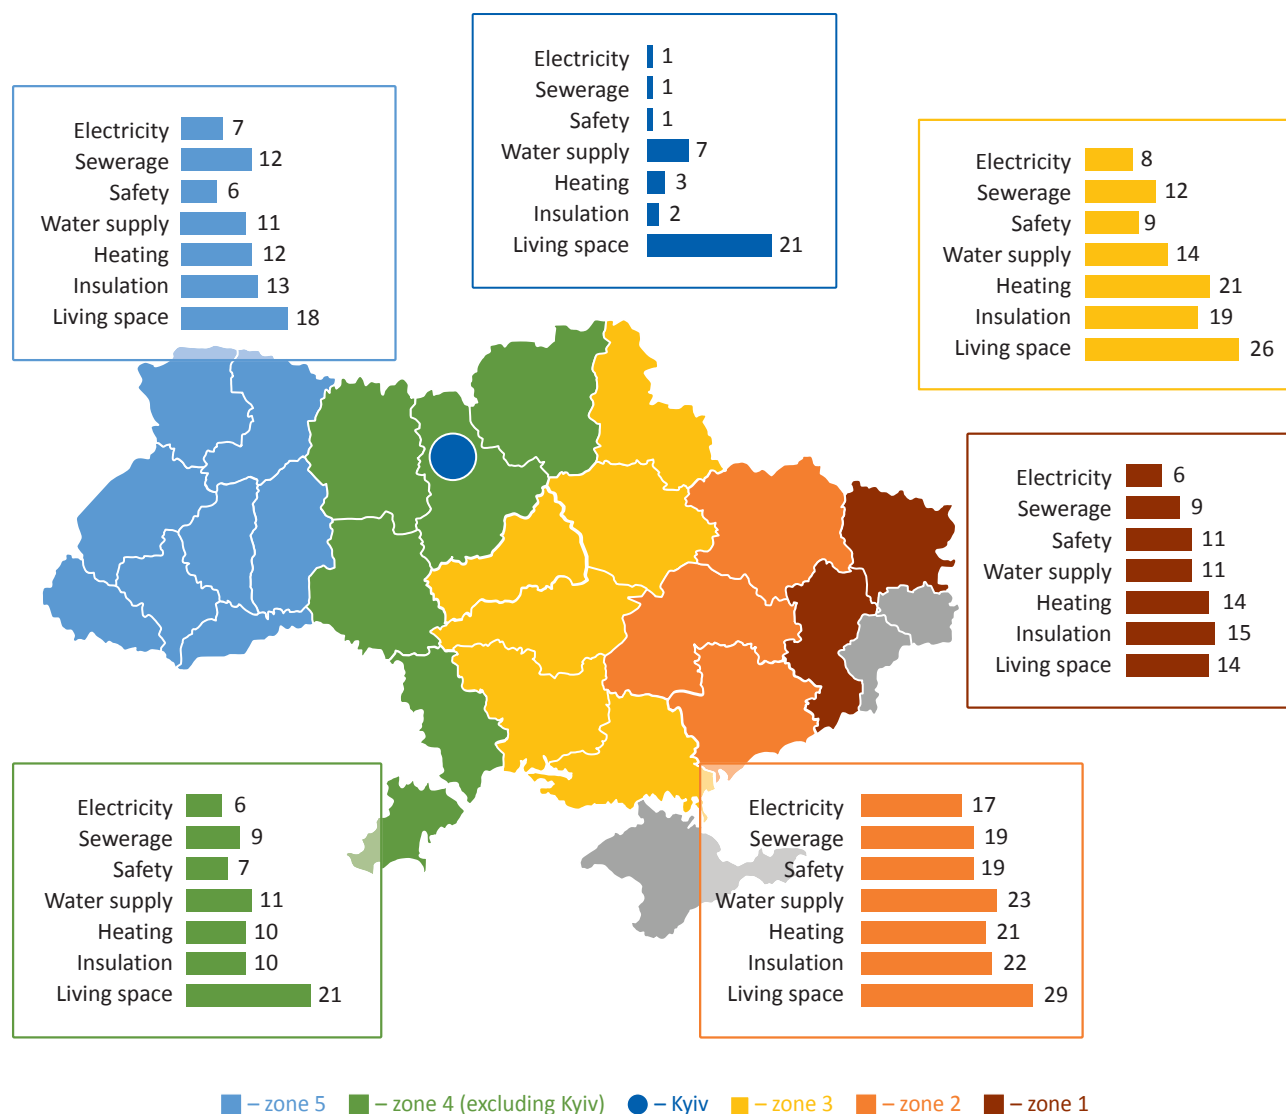 Electricity 1
Sewerage 1
Safety 1
Water supply 7
Heating 3
Insulation 2
Living space 21
Electricity 7
Sewerage 12
Safety 6
Water supply 11
Heating 12
Insulation 13
Living space 18
Electricity 8
Sewerage 12
Safety 9
Water supply 14
Heating 21
Insulation 19
Living space 26
Electricity 6
Sewerage 9
Safety 11
Water supply 11
Heating 14
Insulation 15
Living space 14
Electricity 6
Sewerage 9
Safety 7
Water supply 11
Heating 10
Insulation 10
Living space 21
Electricity 17
Sewerage 19
Safety 19
Water supply 23
Heating 21
Insulation 22
Living space 29
– zone 5 – zone 4 (excluding Kyiv) – Kyiv – zone 3 – zone 2 – zone 1